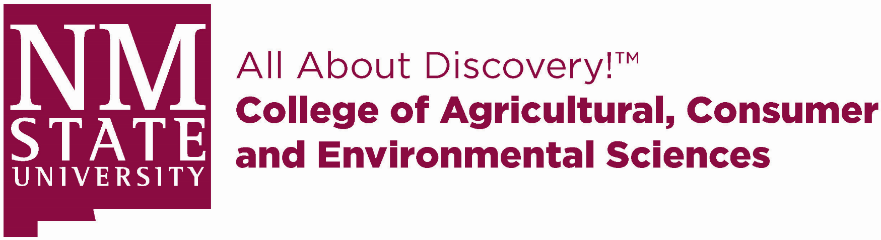 NM
STATE
UNIVERSITY
All About Discovery!™
College of Agricultural, Consumer
and Environmental Sciences